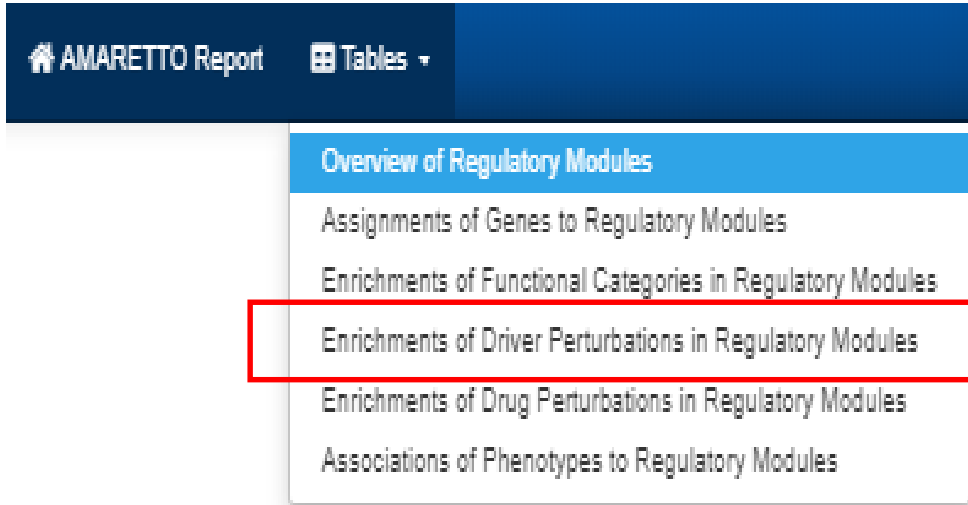 AMARETTO Report Tables
Overview of Regulatory Modules
Assignments of Genes to Regulatory Modules
Enrichments of Functional Categories in Regulatory Modules
Enrichments of Driver Perturbations in Regulatory Modules
Enrichments of Drug Perturbations in Regulatory Modules
Associations of Phenotypes to Regulatory Modules